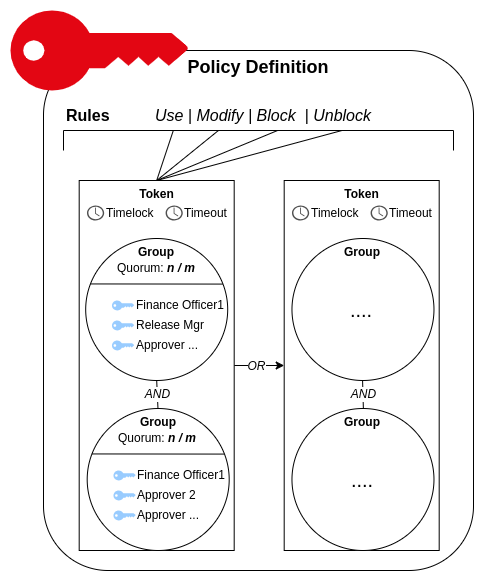 Policy Definition
Rules Use | Modify | Block | Unblock
Token
Timelock Timeout
Group
Quorum: n / m
Finance Officer1
Release Mgr
Approver ...
AND
Group
Quorum: n / m
Finance Officer1
Approver 2
Approver ...
OR
Token
Timelock Timeout
Group
....
AND
Group
....